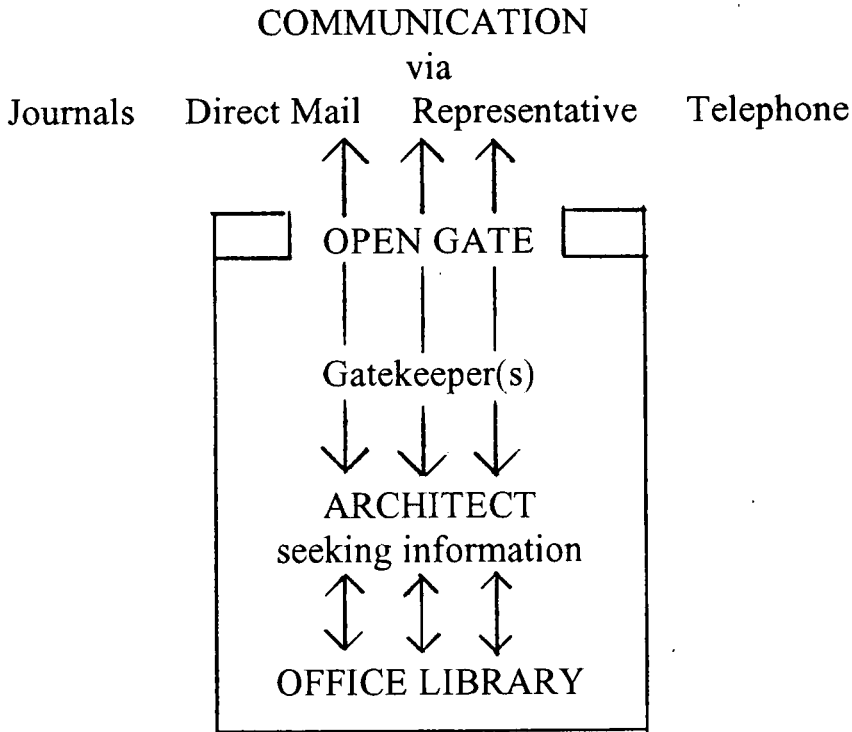 COMMUNICATION
via
Journals Direct Mail Representative Telephone
OPEN GATE
Gatekeeper(s)
ARCHITECT
seeking information
OFFICE LIBRARY